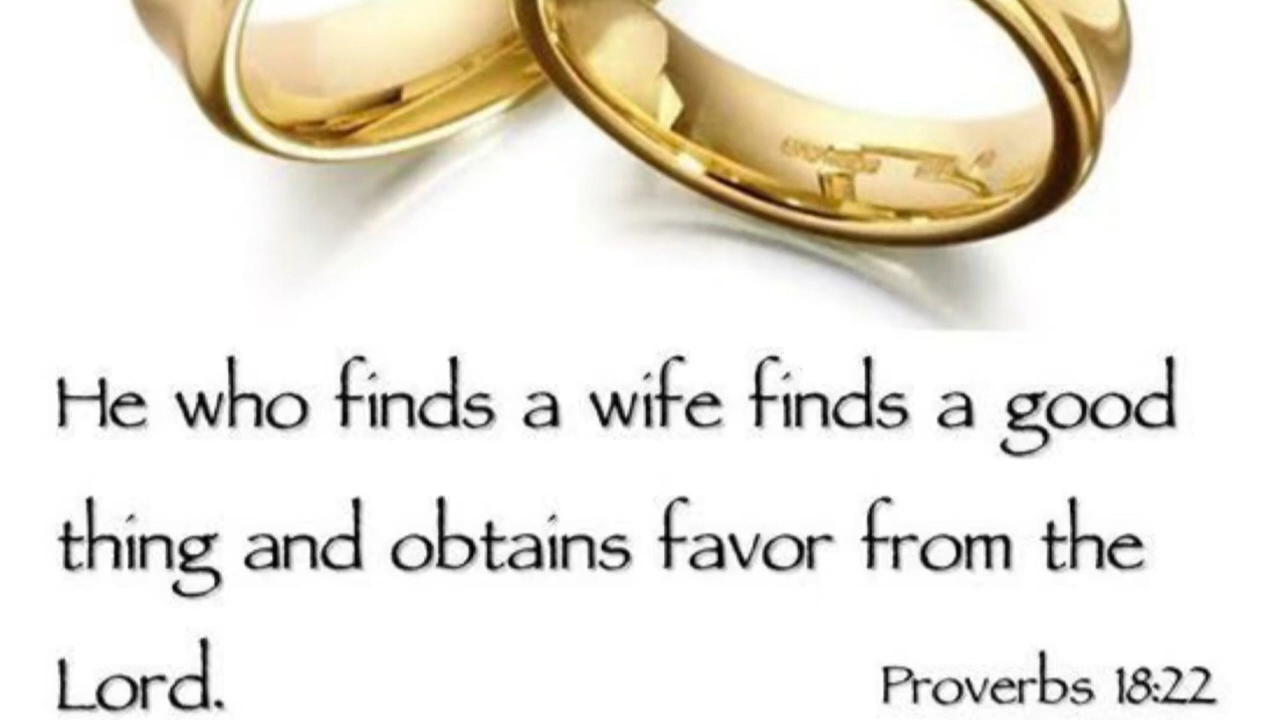 He who finds a wife finds a good
thing and obtains favor from the
Lord.
Proverbs 18:22